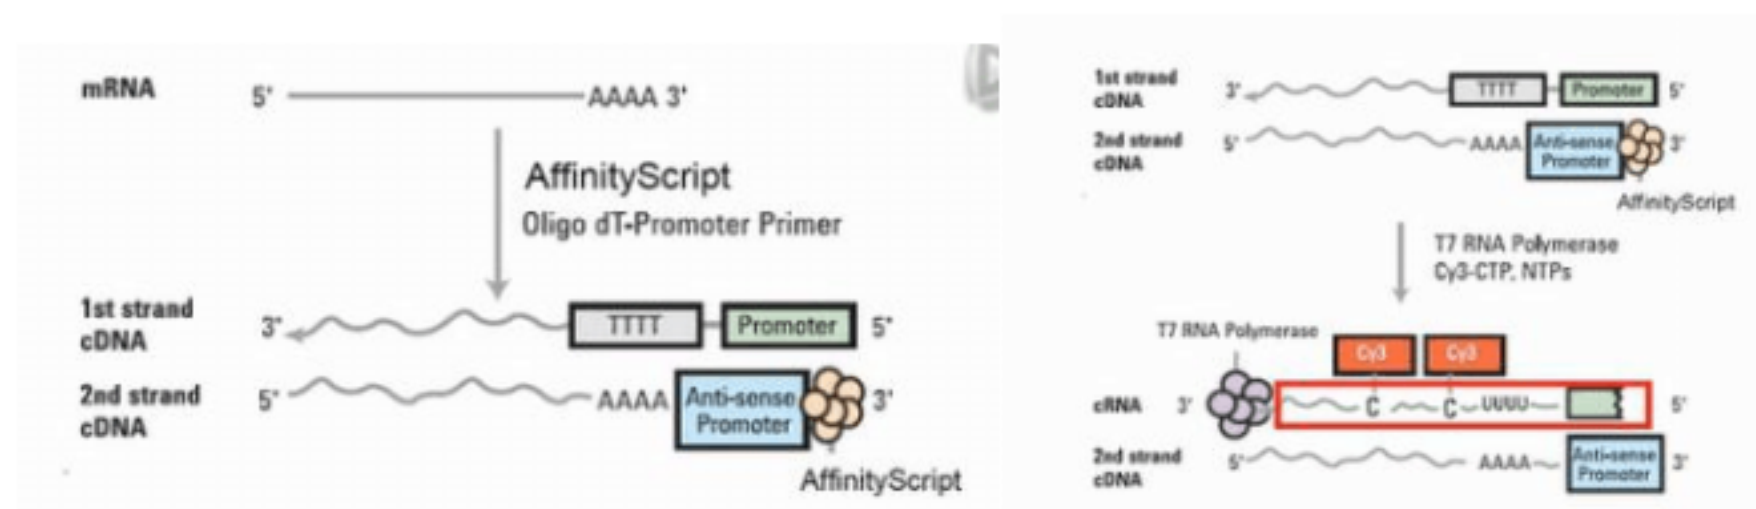 mRNA
5' AAAA 3'
AffinityScript
Oligo dT-Promoter Primer
1st strand
cDNA
3' TTTT Promoter 5'
2nd strand
cDNA
5' AAAA Anti-sense
Promoter 3'
AffinityScript
1st strand
cDNA
3' TTTT Promoter 5'
2nd strand
cDNA
5' AAAA Anti-sense
Promoter 3'
AffinityScript
T7 RNA Polymerase
Cy3-CTP, NTPs
T7 RNA Polymerase
Cy3 Cy3
cRNA 3' C C UUUU 5'
2nd strand
cDNA
5' AAAA Anti-sense
Promoter 3'